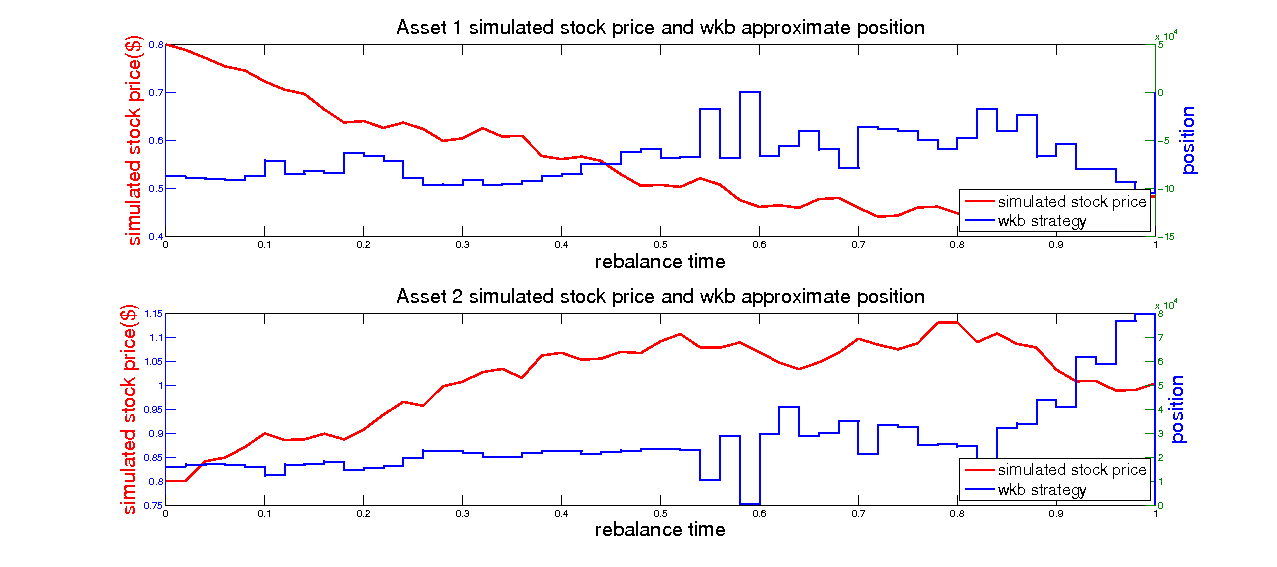 Asset 1 simulated stock price and wkb approximate position
x 10^4
simulated stock price($)
0.8
0.7
0.6
0.5
0.4
5
0
−5
−10
−15
position
simulated stock price
wkb strategy
0 0.1 0.2 0.3 0.4 0.5 0.6 0.7 0.8 0.9 1
rebalance time
Asset 2 simulated stock price and wkb approximate position
x 10^4
simulated stock price($)
1.15
1.1
1.05
1
0.95
0.9
0.85
0.8
0.75
8
7
6
5
4
3
2
1
0
position
simulated stock price
wkb strategy
0 0.1 0.2 0.3 0.4 0.5 0.6 0.7 0.8 0.9 1
rebalance time